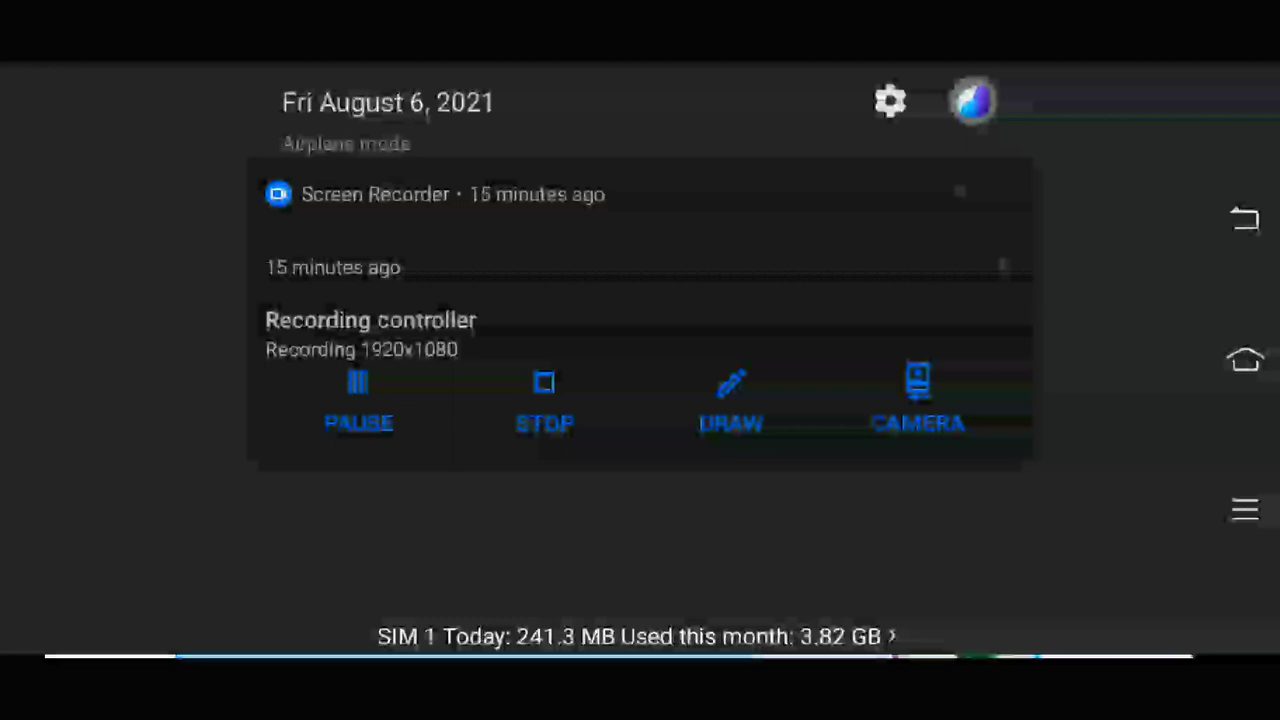 Fri August 6, 2021
Airplane mode
Screen Recorder · 15 minutes ago
15 minutes ago
Recording controller
Recording 1920x1080
PAUSE STOP DRAW CAMERA
SIM 1 Today: 241.3 MB Used this month: 3.82 GB ›